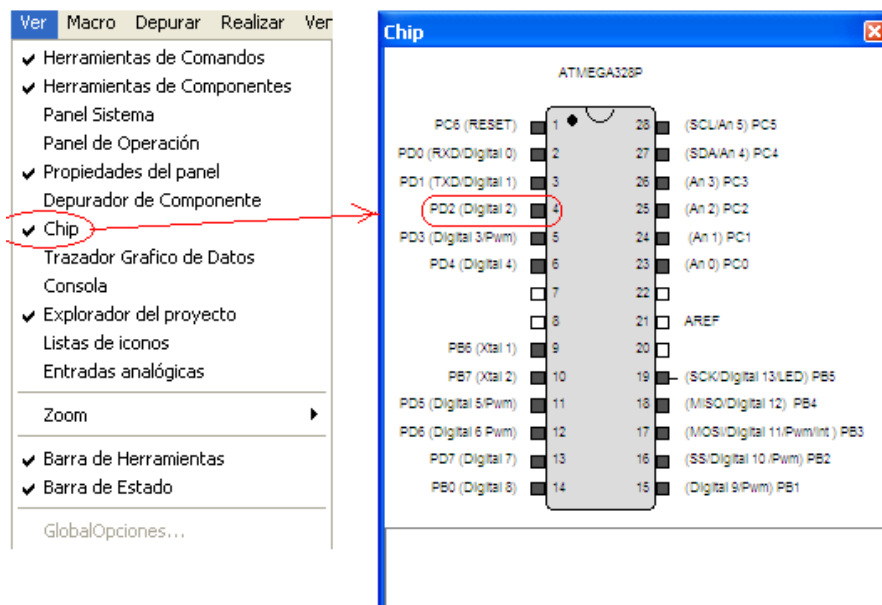 Ver Macro Depurar Realizar Ver
Herramientas de Comandos
Herramientas de Componentes
Panel Sistema
Panel de Operación
Propiedades del panel
Depurador de Componente
Chip
Trazador Grafico de Datos
Consola
Explorador del proyecto
Listas de iconos
Entradas analógicas
Zoom
Barra de Herramientas
Barra de Estado
GlobalOpciones...
Chip
ATMEGA328P
PC6 (RESET) 1 28 (SCL/An 5) PC5
PD0 (RXD/Digital 0) 2 27 (SDA/An 4) PC4
PD1 (TXD/Digital 1) 3 26 (An 3) PC3
PD2 (Digital 2) 4 25 (An 2) PC2
PD3 (Digital 3/Pwm) 5 24 (An 1) PC1
PD4 (Digital 4) 6 23 (An 0) PC0
7 22
8 21 AREF
PB6 (Xtal 1) 9 20
PB7 (Xtal 2) 10 19 (SCK/Digital 13/LED) PB5
PD5 (Digital 5/Pwm) 11 18 (MISO/Digital 12) PB4
PD6 (Digital 6 Pwm) 12 17 (MOSI/Digital 11/Pwm/Int ) PB3
PD7 (Digital 7) 13 16 (SS/Digital 10 /Pwm) PB2
PB0 (Digital 8) 14 15 (Digital 9/Pwm) PB1